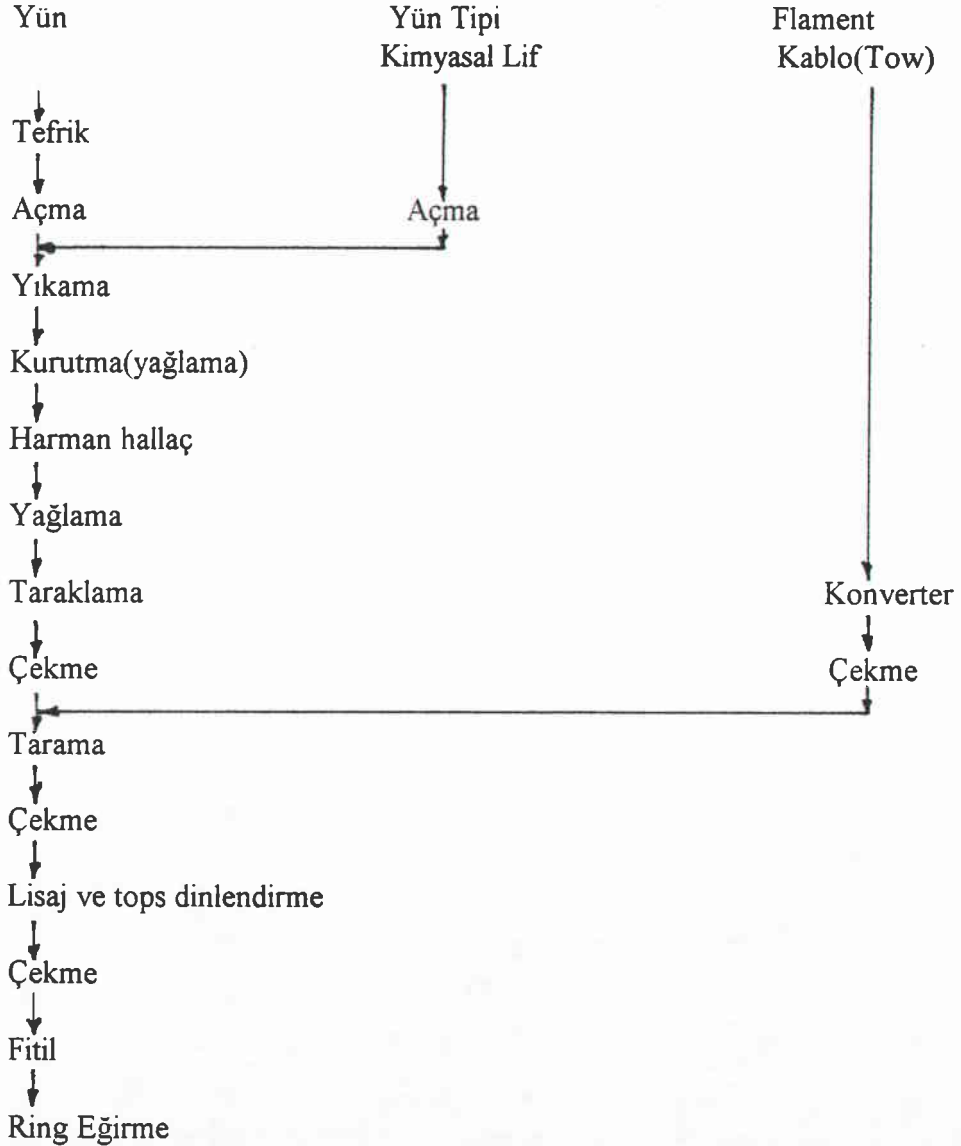 Yün
Yün Tipi
Kimyasal Lif
Flament
Kablo(Tow)
Tefrik
Açma
Açma
Yıkama
Kurutma(yağlama)
Harman hallaç
Yağlama
Taraklama
Konverter
Çekme
Çekme
Tarama
Çekme
Lisaj ve tops dinlendirme
Çekme
Fitil
Ring Eğirme